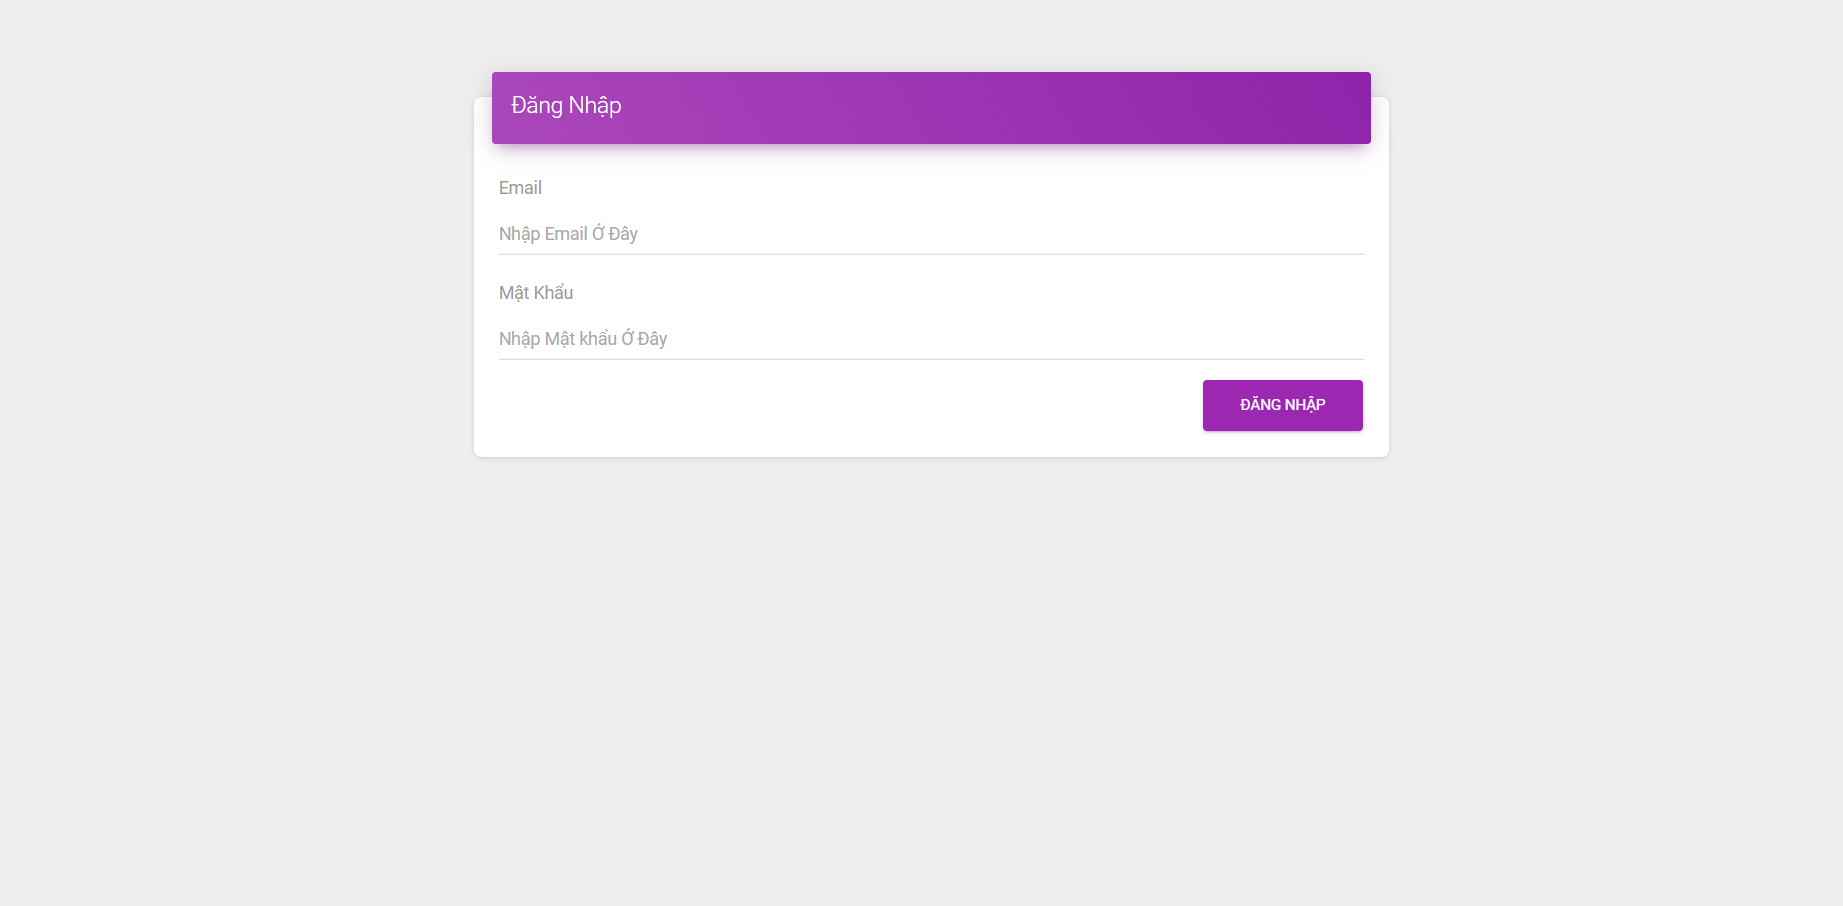 Đăng Nhập
Email
Nhập Email Ở Đây
Mật Khẩu
Nhập Mật khẩu Ở Đây
ĐĂNG NHẬP